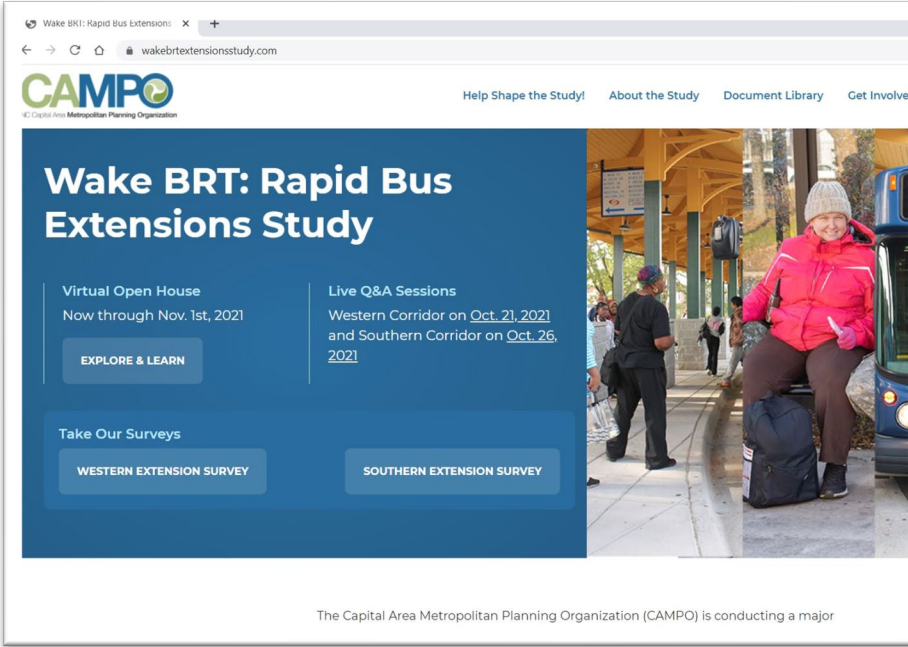 Wake BRT: Rapid Bus Extensions
wakebrtextensionsstudy.com
CAMPO
NC Capital Area Metropolitan Planning Organization
Help Shape the Study! About the Study Document Library Get Involve
Wake BRT: Rapid Bus
Extensions Study
Virtual Open House
Now through Nov. 1st, 2021
EXPLORE & LEARN
Live Q&A Sessions
Western Corridor on Oct. 21, 2021
and Southern Corridor on Oct. 26,
2021
Take Our Surveys
WESTERN EXTENSION SURVEY
SOUTHERN EXTENSION SURVEY
The Capital Area Metropolitan Planning Organization (CAMPO) is conducting a major